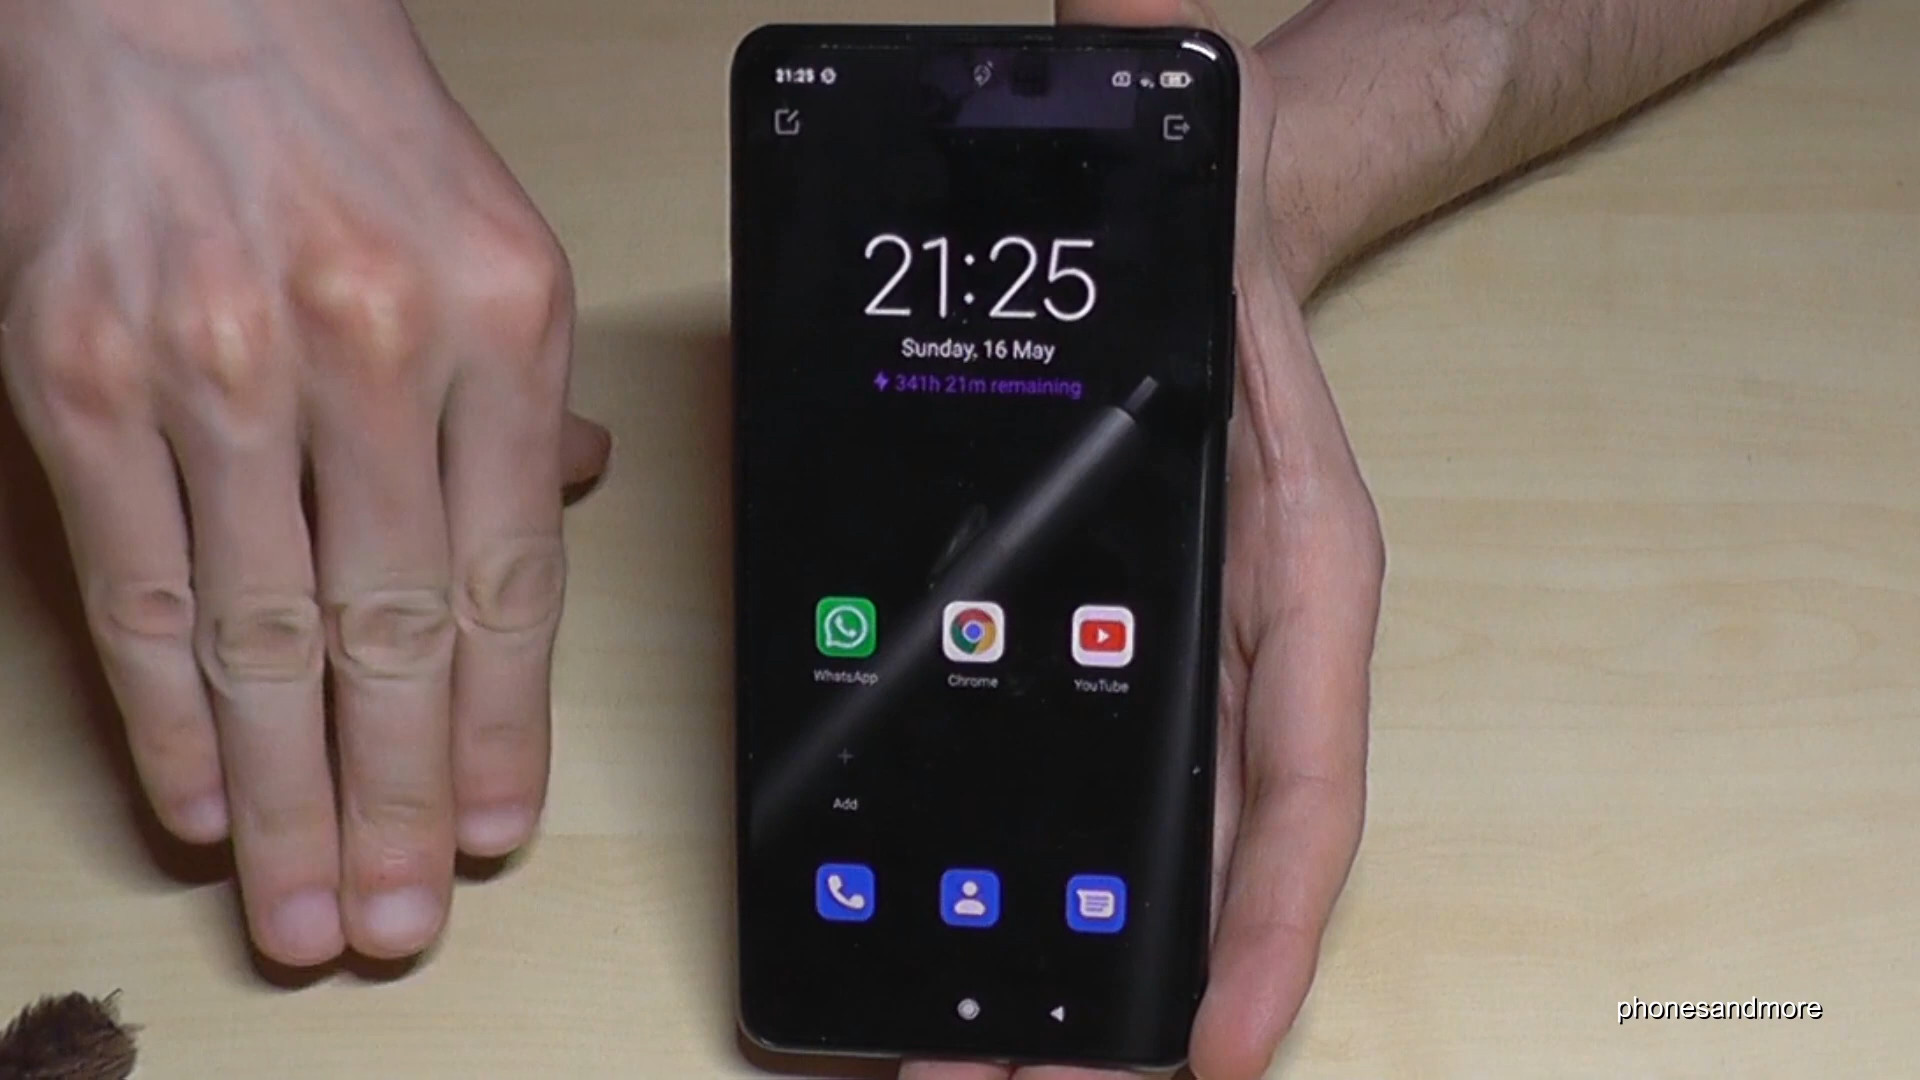 21:25
21:25
Sunday, 16 May
341h 21m remaining
WhatsApp
Chrome
YouTube
Add
phonesandmore